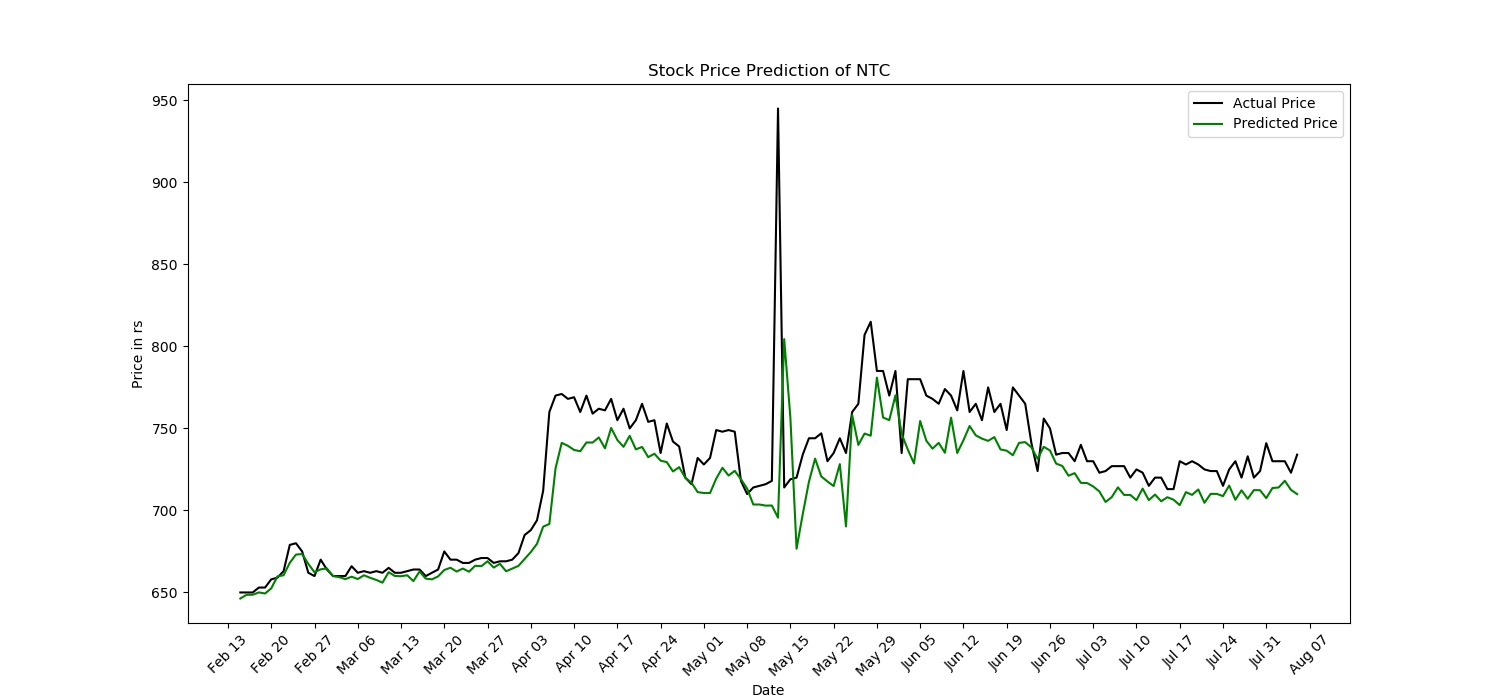 Stock Price Prediction of NTC
Actual Price
Predicted Price
950
900
850
800
750
700
650
Price in rs
Feb 13
Feb 20
Feb 27
Mar 06
Mar 13
Mar 20
Mar 27
Apr 03
Apr 10
Apr 17
Apr 24
May 01
May 08
May 15
May 22
May 29
Jun 05
Jun 12
Jun 19
Jun 26
Jul 03
Jul 10
Jul 17
Jul 24
Jul 31
Aug 07
Date